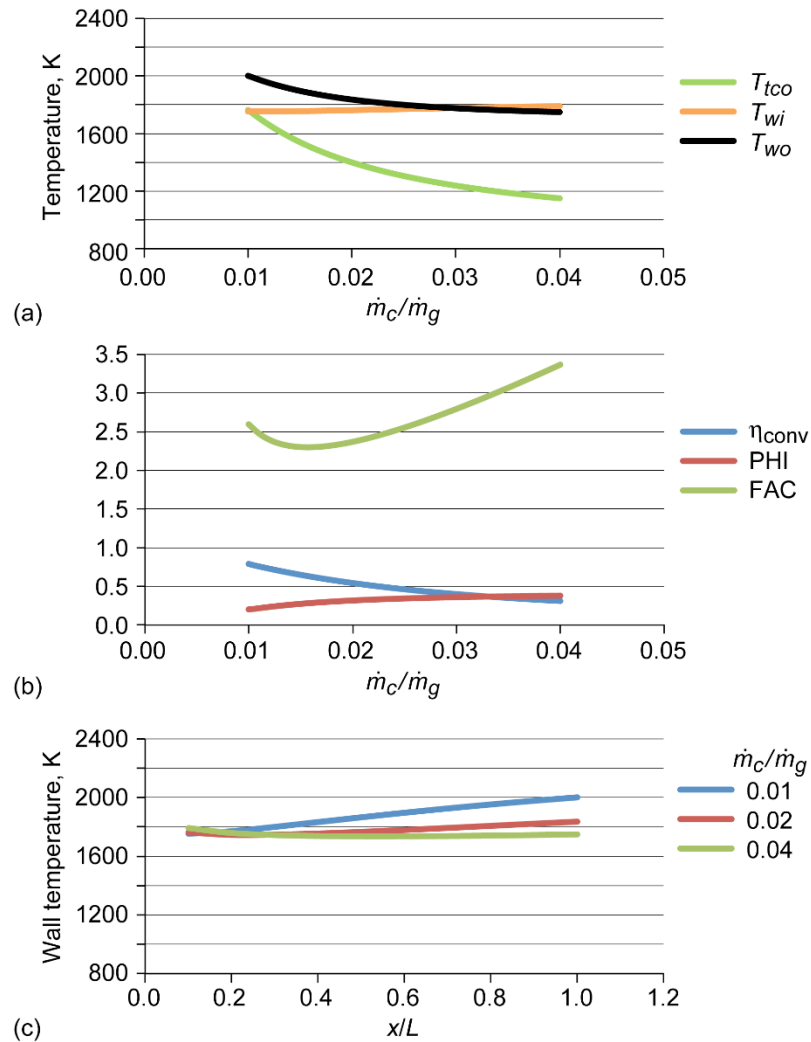 2400
2000
1600
1200
800
Temperature, K
T_tco
T_wi
T_wo
0.00 0.01 0.02 0.03 0.04 0.05
ṁ_c/ṁ_g
(a)
3.5
3.0
2.5
2.0
1.5
1.0
0.5
0.0
η_conv
PHI
FAC
0.00 0.01 0.02 0.03 0.04 0.05
ṁ_c/ṁ_g
(b)
2400
2000
1600
1200
800
Wall temperature, K
ṁ_c/ṁ_g
0.01
0.02
0.04
0.0 0.2 0.4 0.6 0.8 1.0 1.2
x/L
(c)